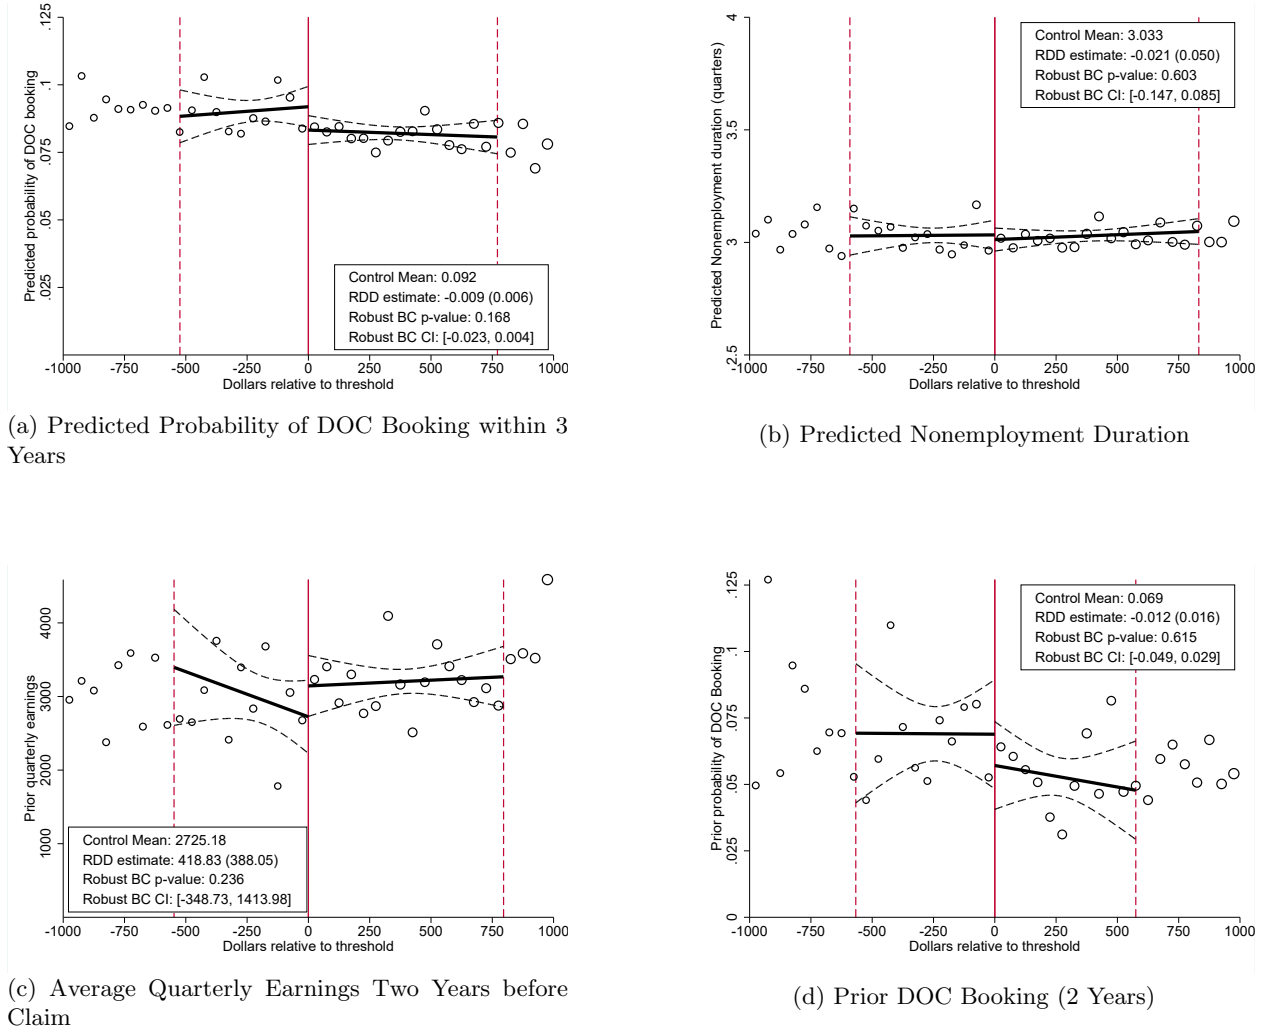 Predicted probability of DOC booking
.125
.1
.075
.05
.025
Control Mean: 0.092
RDD estimate: -0.009 (0.006)
Robust BC p-value: 0.168
Robust BC CI: [-0.023, 0.004]
-1000 -750 -500 -250 0 250 500 750 1000
Dollars relative to threshold
(a) Predicted Probability of DOC Booking within 3
Years
Predicted Nonemployment duration (quarters)
4
3.5
3
2.5
Control Mean: 3.033
RDD estimate: -0.021 (0.050)
Robust BC p-value: 0.603
Robust BC CI: [-0.147, 0.085]
-1000 -750 -500 -250 0 250 500 750 1000
Dollars relative to threshold
(b) Predicted Nonemployment Duration
Prior quarterly earnings
4000
3000
2000
1000
Control Mean: 2725.18
RDD estimate: 418.83 (388.05)
Robust BC p-value: 0.236
Robust BC CI: [-348.73, 1413.98]
-1000 -750 -500 -250 0 250 500 750 1000
Dollars relative to threshold
(c) Average Quarterly Earnings Two Years before
Claim
Prior probability of DOC Booking
.125
.1
.075
.05
.025
0
Control Mean: 0.069
RDD estimate: -0.012 (0.016)
Robust BC p-value: 0.615
Robust BC CI: [-0.049, 0.029]
-1000 -750 -500 -250 0 250 500 750 1000
Dollars relative to threshold
(d) Prior DOC Booking (2 Years)